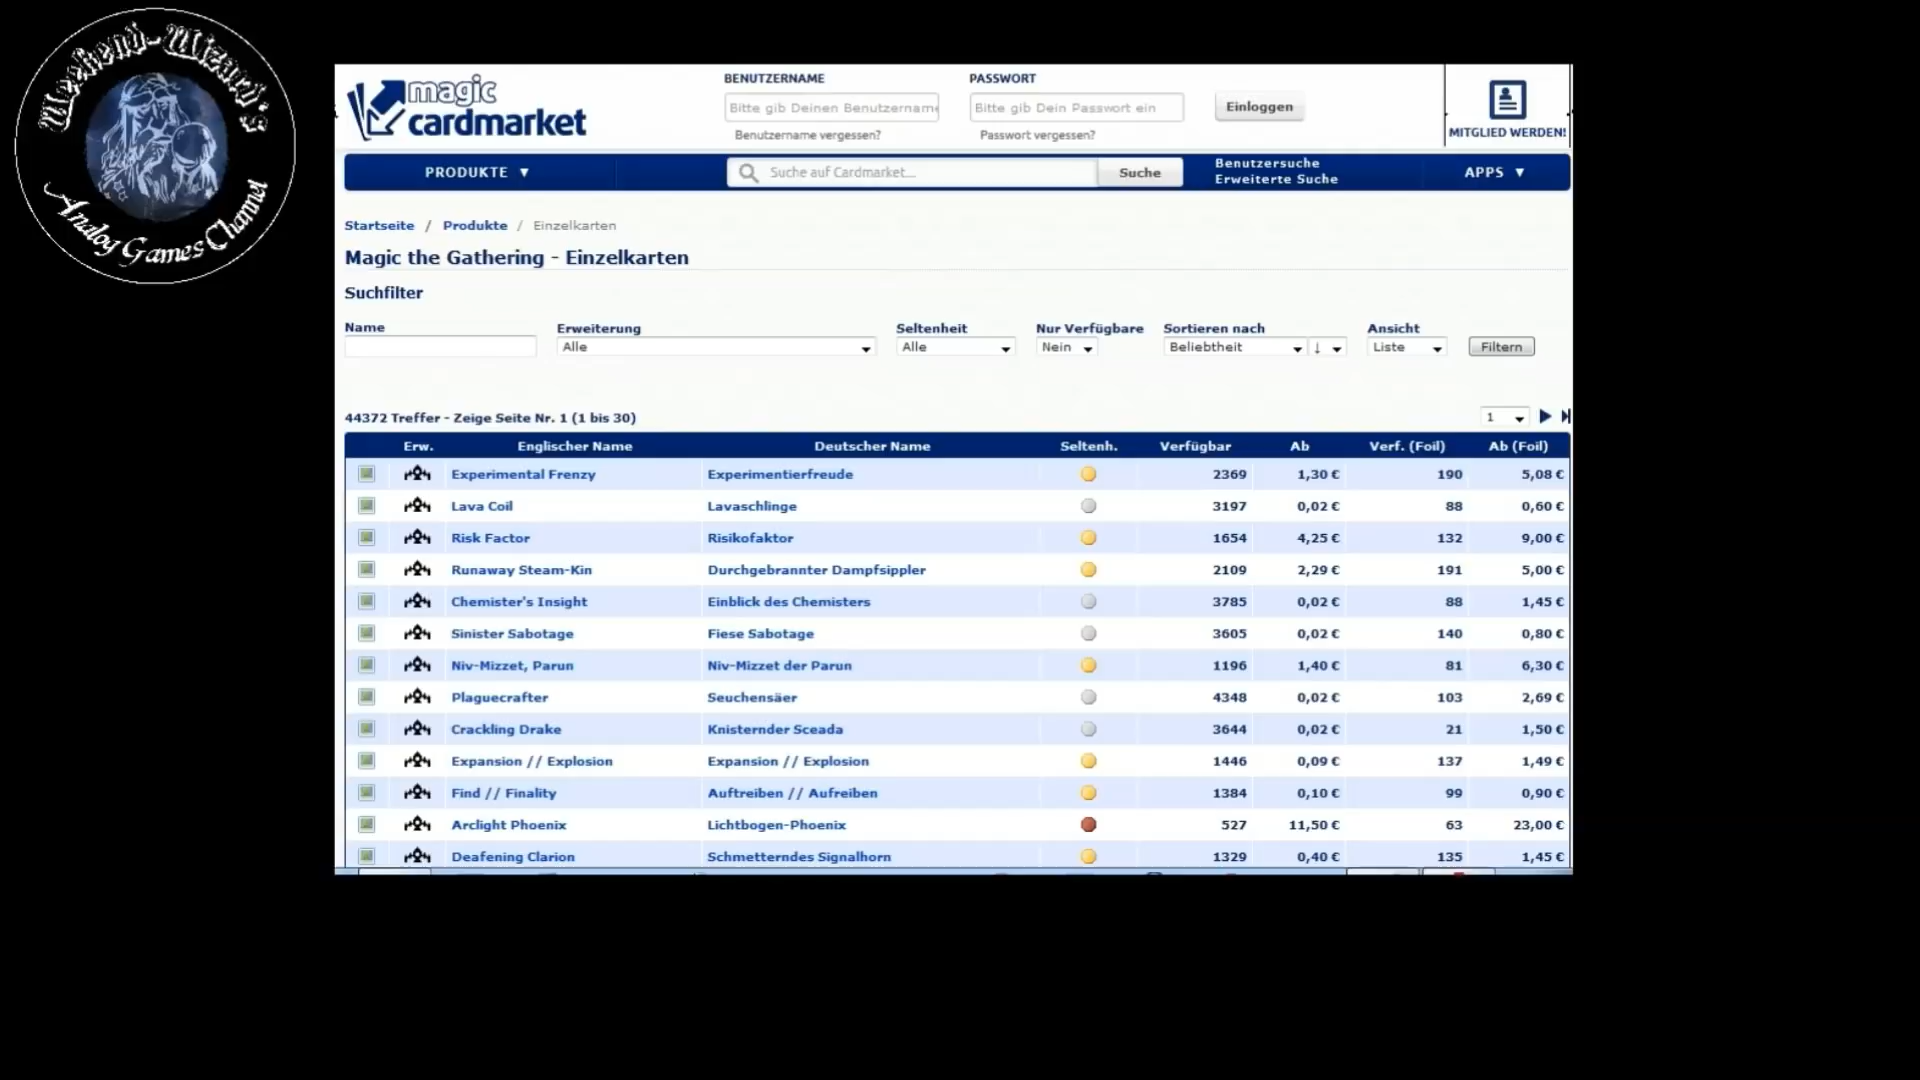 Weekend-Wizard's
Analog Games Channel
magic
cardmarket
BENUTZERNAME
PASSWORT
Bitte gib Deinen Benutzername
Bitte gib Dein Passwort ein
Einloggen
Benutzername vergessen?
Passwort vergessen?
MITGLIED WERDEN!
PRODUKTE ▼
Suche auf Cardmarket...
Suche
Benutzersuche
Erweiterte Suche
APPS ▼
Startseite / Produkte / Einzelkarten
Magic the Gathering - Einzelkarten
Suchfilter
Name Erweiterung Seltenheit Nur Verfügbare Sortieren nach Ansicht
Alle Alle Nein Beliebtheit ↓ Liste Filtern
44372 Treffer - Zeige Seite Nr. 1 (1 bis 30) 1
Erw. Englischer Name Deutscher Name Seltenh. Verfügbar Ab Verf. (Foil) Ab (Foil)
Experimental Frenzy Experimentierfreude 2369 1,30 € 190 5,08 €
Lava Coil Lavaschlinge 3197 0,02 € 88 0,60 €
Risk Factor Risikofaktor 1654 4,25 € 132 9,00 €
Runaway Steam-Kin Durchgebrannter Dampfsippler 2109 2,29 € 191 5,00 €
Chemister's Insight Einblick des Chemisters 3785 0,02 € 88 1,45 €
Sinister Sabotage Fiese Sabotage 3605 0,02 € 140 0,80 €
Niv-Mizzet, Parun Niv-Mizzet der Parun 1196 1,40 € 81 6,30 €
Plaguecrafter Seuchensäer 4348 0,02 € 103 2,69 €
Crackling Drake Knisternder Sceada 3644 0,02 € 21 1,50 €
Expansion // Explosion Expansion // Explosion 1446 0,09 € 137 1,49 €
Find // Finality Auftreiben // Aufreiben 1384 0,10 € 99 0,90 €
Arclight Phoenix Lichtbogen-Phoenix 527 11,50 € 63 23,00 €
Deafening Clarion Schmetterndes Signalhorn 1329 0,40 € 135 1,45 €